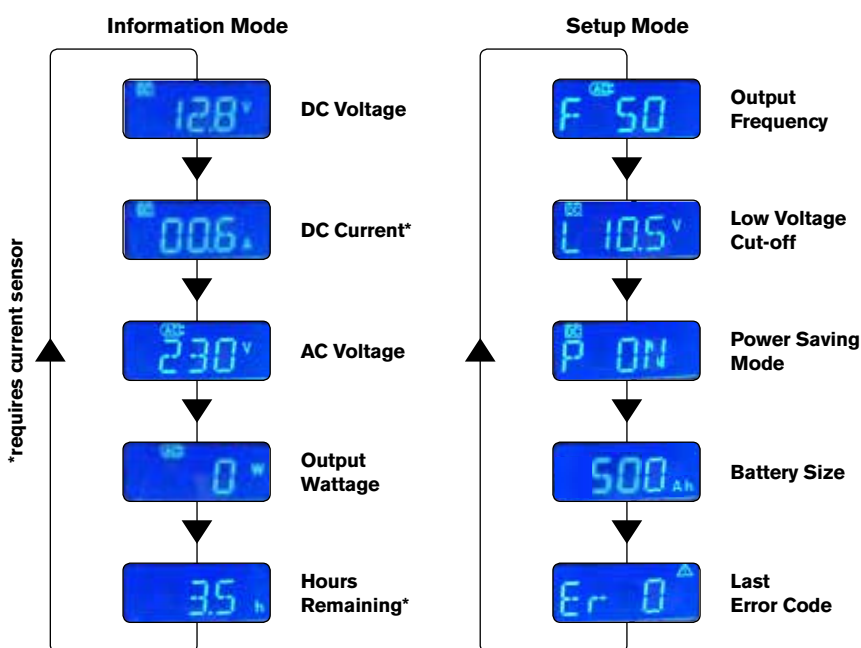 Information Mode
DC
12.8 V
DC Voltage
DC
00.6 A
DC Current*
AC
230 V
AC Voltage
AC
0 W
Output
Wattage
3.5 h
Hours
Remaining*
*requires current sensor
Setup Mode
AC
F 50
Output
Frequency
DC
L 10.5 V
Low Voltage
Cut-off
DC
P ON
Power Saving
Mode
500 Ah
Battery Size
Er 0
Last
Error Code